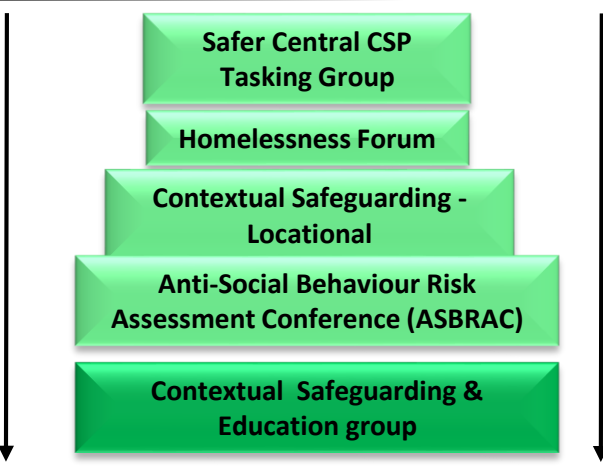 Safer Central CSP
Tasking Group
Homelessness Forum
Contextual Safeguarding -
Locational
Anti-Social Behaviour Risk
Assessment Conference (ASBRAC)
Contextual Safeguarding &
Education group